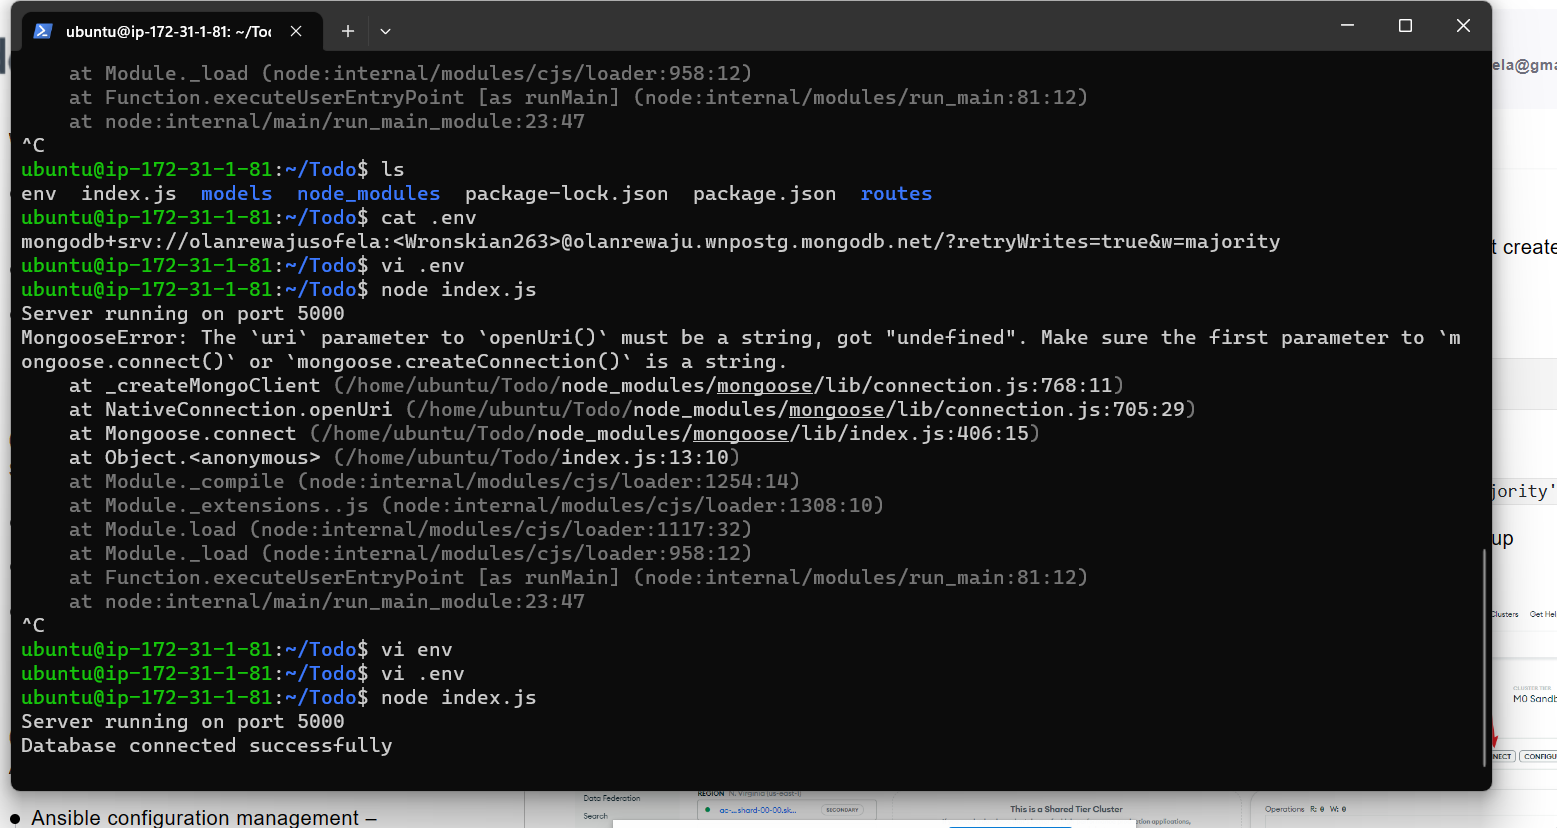 ubuntu@ip-172-31-1-81: ~/Too
at Module._load (node:internal/modules/cjs/loader:958:12)
at Function.executeUserEntryPoint [as runMain] (node:internal/modules/run_main:81:12)
at node:internal/main/run_main_module:23:47
^C
ubuntu@ip-172-31-1-81:~/Todo$ ls
env index.js models node_modules package-lock.json package.json routes
ubuntu@ip-172-31-1-81:~/Todo$ cat .env
mongodb+srv://olanrewajusofela:<Wronskian263>@olanrewaju.wnpostg.mongodb.net/?retryWrites=true&w=majority
ubuntu@ip-172-31-1-81:~/Todo$ vi .env
ubuntu@ip-172-31-1-81:~/Todo$ node index.js
Server running on port 5000
MongooseError: The `uri` parameter to `openUri()` must be a string, got "undefined". Make sure the first parameter to `m
ongoose.connect()` or `mongoose.createConnection()` is a string.
at _createMongoClient (/home/ubuntu/Todo/node_modules/mongoose/lib/connection.js:768:11)
at NativeConnection.openUri (/home/ubuntu/Todo/node_modules/mongoose/lib/connection.js:705:29)
at Mongoose.connect (/home/ubuntu/Todo/node_modules/mongoose/lib/index.js:406:15)
at Object.<anonymous> (/home/ubuntu/Todo/index.js:13:10)
at Module._compile (node:internal/modules/cjs/loader:1254:14)
at Module._extensions..js (node:internal/modules/cjs/loader:1308:10)
at Module.load (node:internal/modules/cjs/loader:1117:32)
at Module._load (node:internal/modules/cjs/loader:958:12)
at Function.executeUserEntryPoint [as runMain] (node:internal/modules/run_main:81:12)
at node:internal/main/run_main_module:23:47
^C
ubuntu@ip-172-31-1-81:~/Todo$ vi env
ubuntu@ip-172-31-1-81:~/Todo$ vi .env
ubuntu@ip-172-31-1-81:~/Todo$ node index.js
Server running on port 5000
Database connected successfully
ela@gma
t create
jority'
up
Clusters Get Hel
CLUSTER TIER
M0 Sandb
NECT CONFIGU
Data Federation
Search
REGION N. Virginia (us-east-1)
ac-...shard-00-00.sk... SECONDARY
This is a Shared Tier Cluster
Operations R: 0 W: 0
Ansible configuration management –